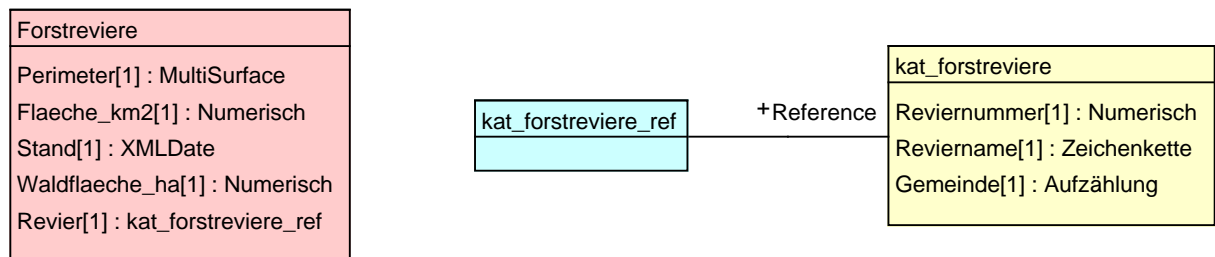 Forstreviere
Perimeter[1] : MultiSurface
Flaeche_km2[1] : Numerisch
Stand[1] : XMLDate
Waldflaeche_ha[1] : Numerisch
Revier[1] : kat_forstreviere_ref
kat_forstreviere_ref
+Reference
kat_forstreviere
Reviernummer[1] : Numerisch
Reviername[1] : Zeichenkette
Gemeinde[1] : Aufzählung